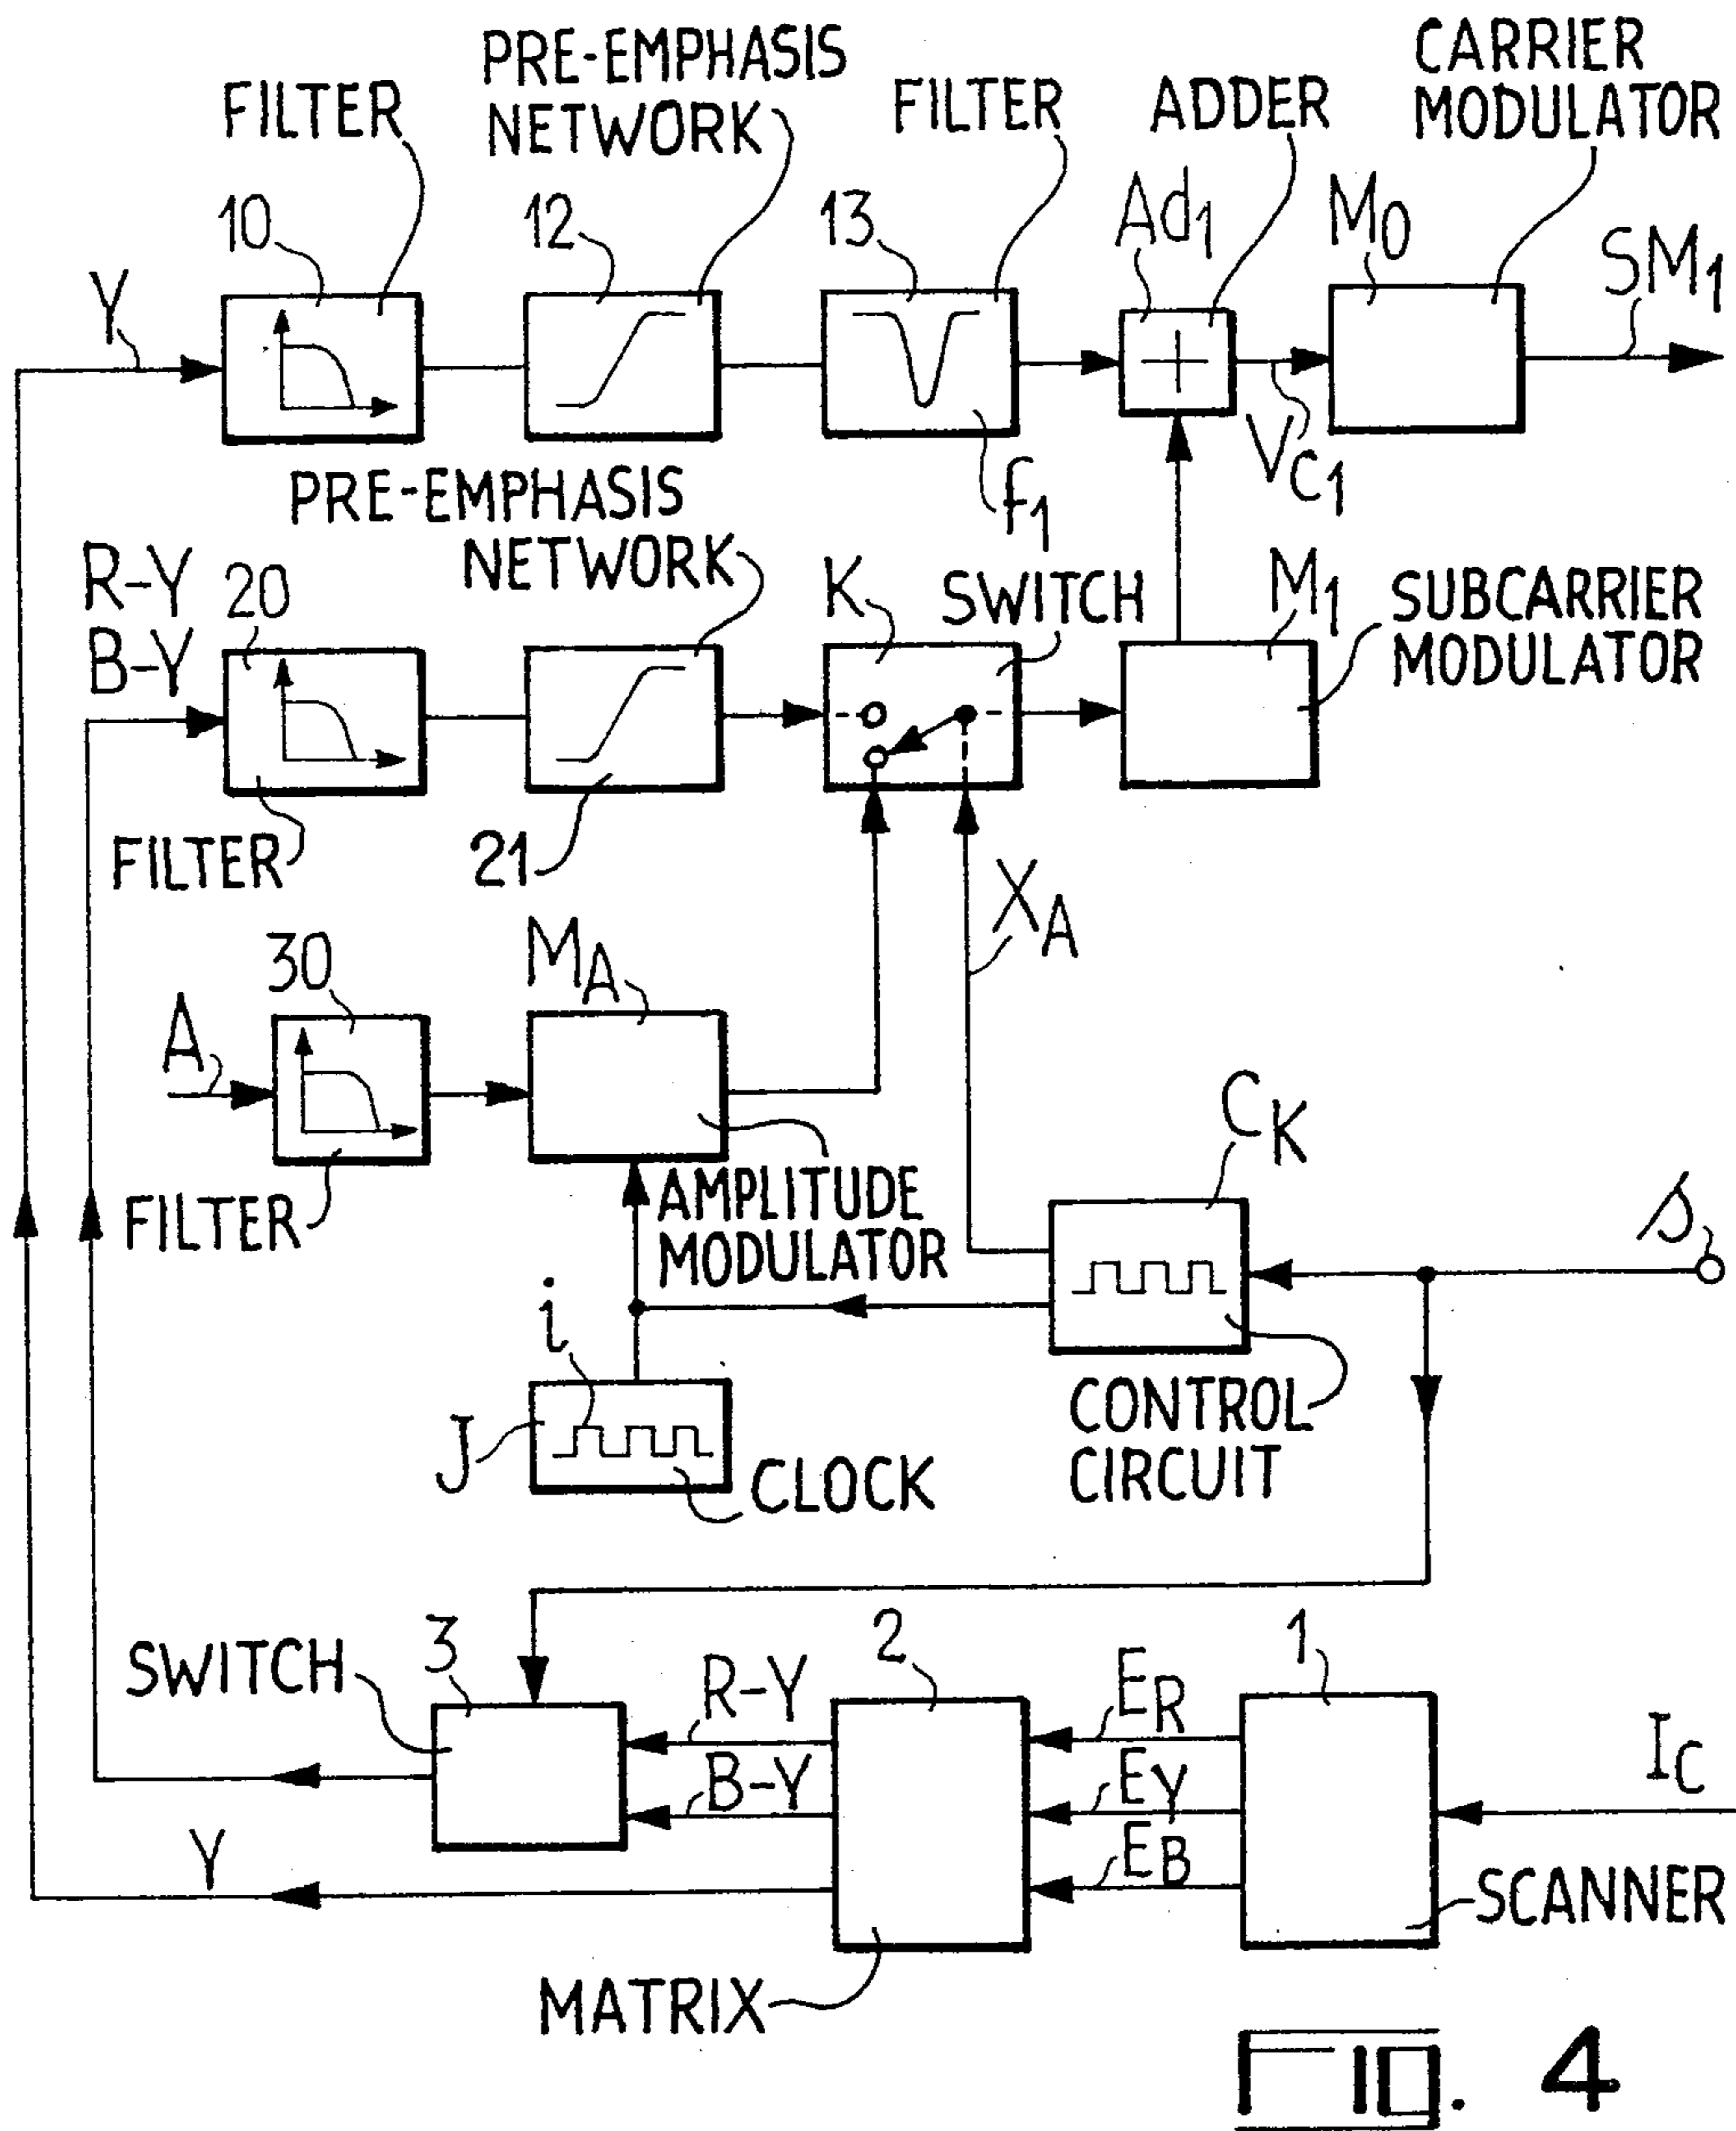 PRE-EMPHASIS
NETWORK
CARRIER
MODULATOR
FILTER
FILTER
ADDER
10
12
13
Ad1
M0
SM1
Y
VC1
f1
PRE-EMPHASIS
NETWORK
R-Y
B-Y
20
K
SWITCH
M1
SUBCARRIER
MODULATOR
FILTER
21
XA
30
MA
A
FILTER
AMPLITUDE
MODULATOR
CK
s
i
J
CLOCK
CONTROL
CIRCUIT
SWITCH
3
R-Y
B-Y
2
ER
EY
EB
1
IC
Y
SCANNER
MATRIX
FIG. 4